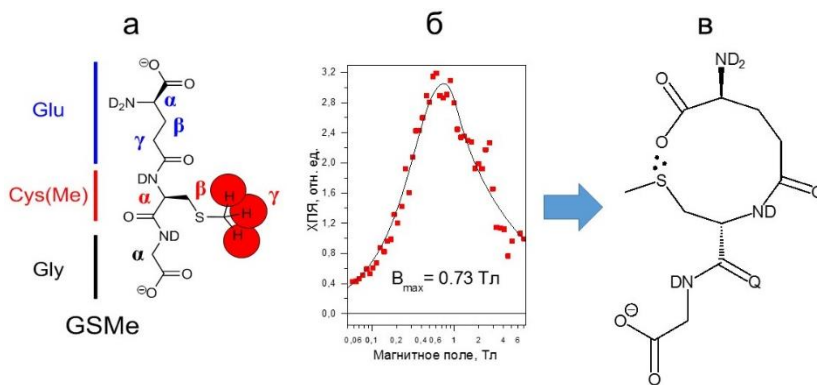 а
⊖O
O
D₂N
α
β
γ
O
Glu
DN
α
β
H
H
H
γ
S
Cys(Me)
O
ND
α
Gly
⊖O
O
GSMe
б
ХПЯ, отн. ед.
3,2
2,8
2,4
2,0
1,6
1,2
0,8
0,4
0,0
Bmax = 0.73 Тл
0,06 0,1 0,2 0,4 0,6 1 2 4 6
Магнитное поле, Тл
в
ND₂
O
O
S
O
ND
DN
Q
⊖
O
O